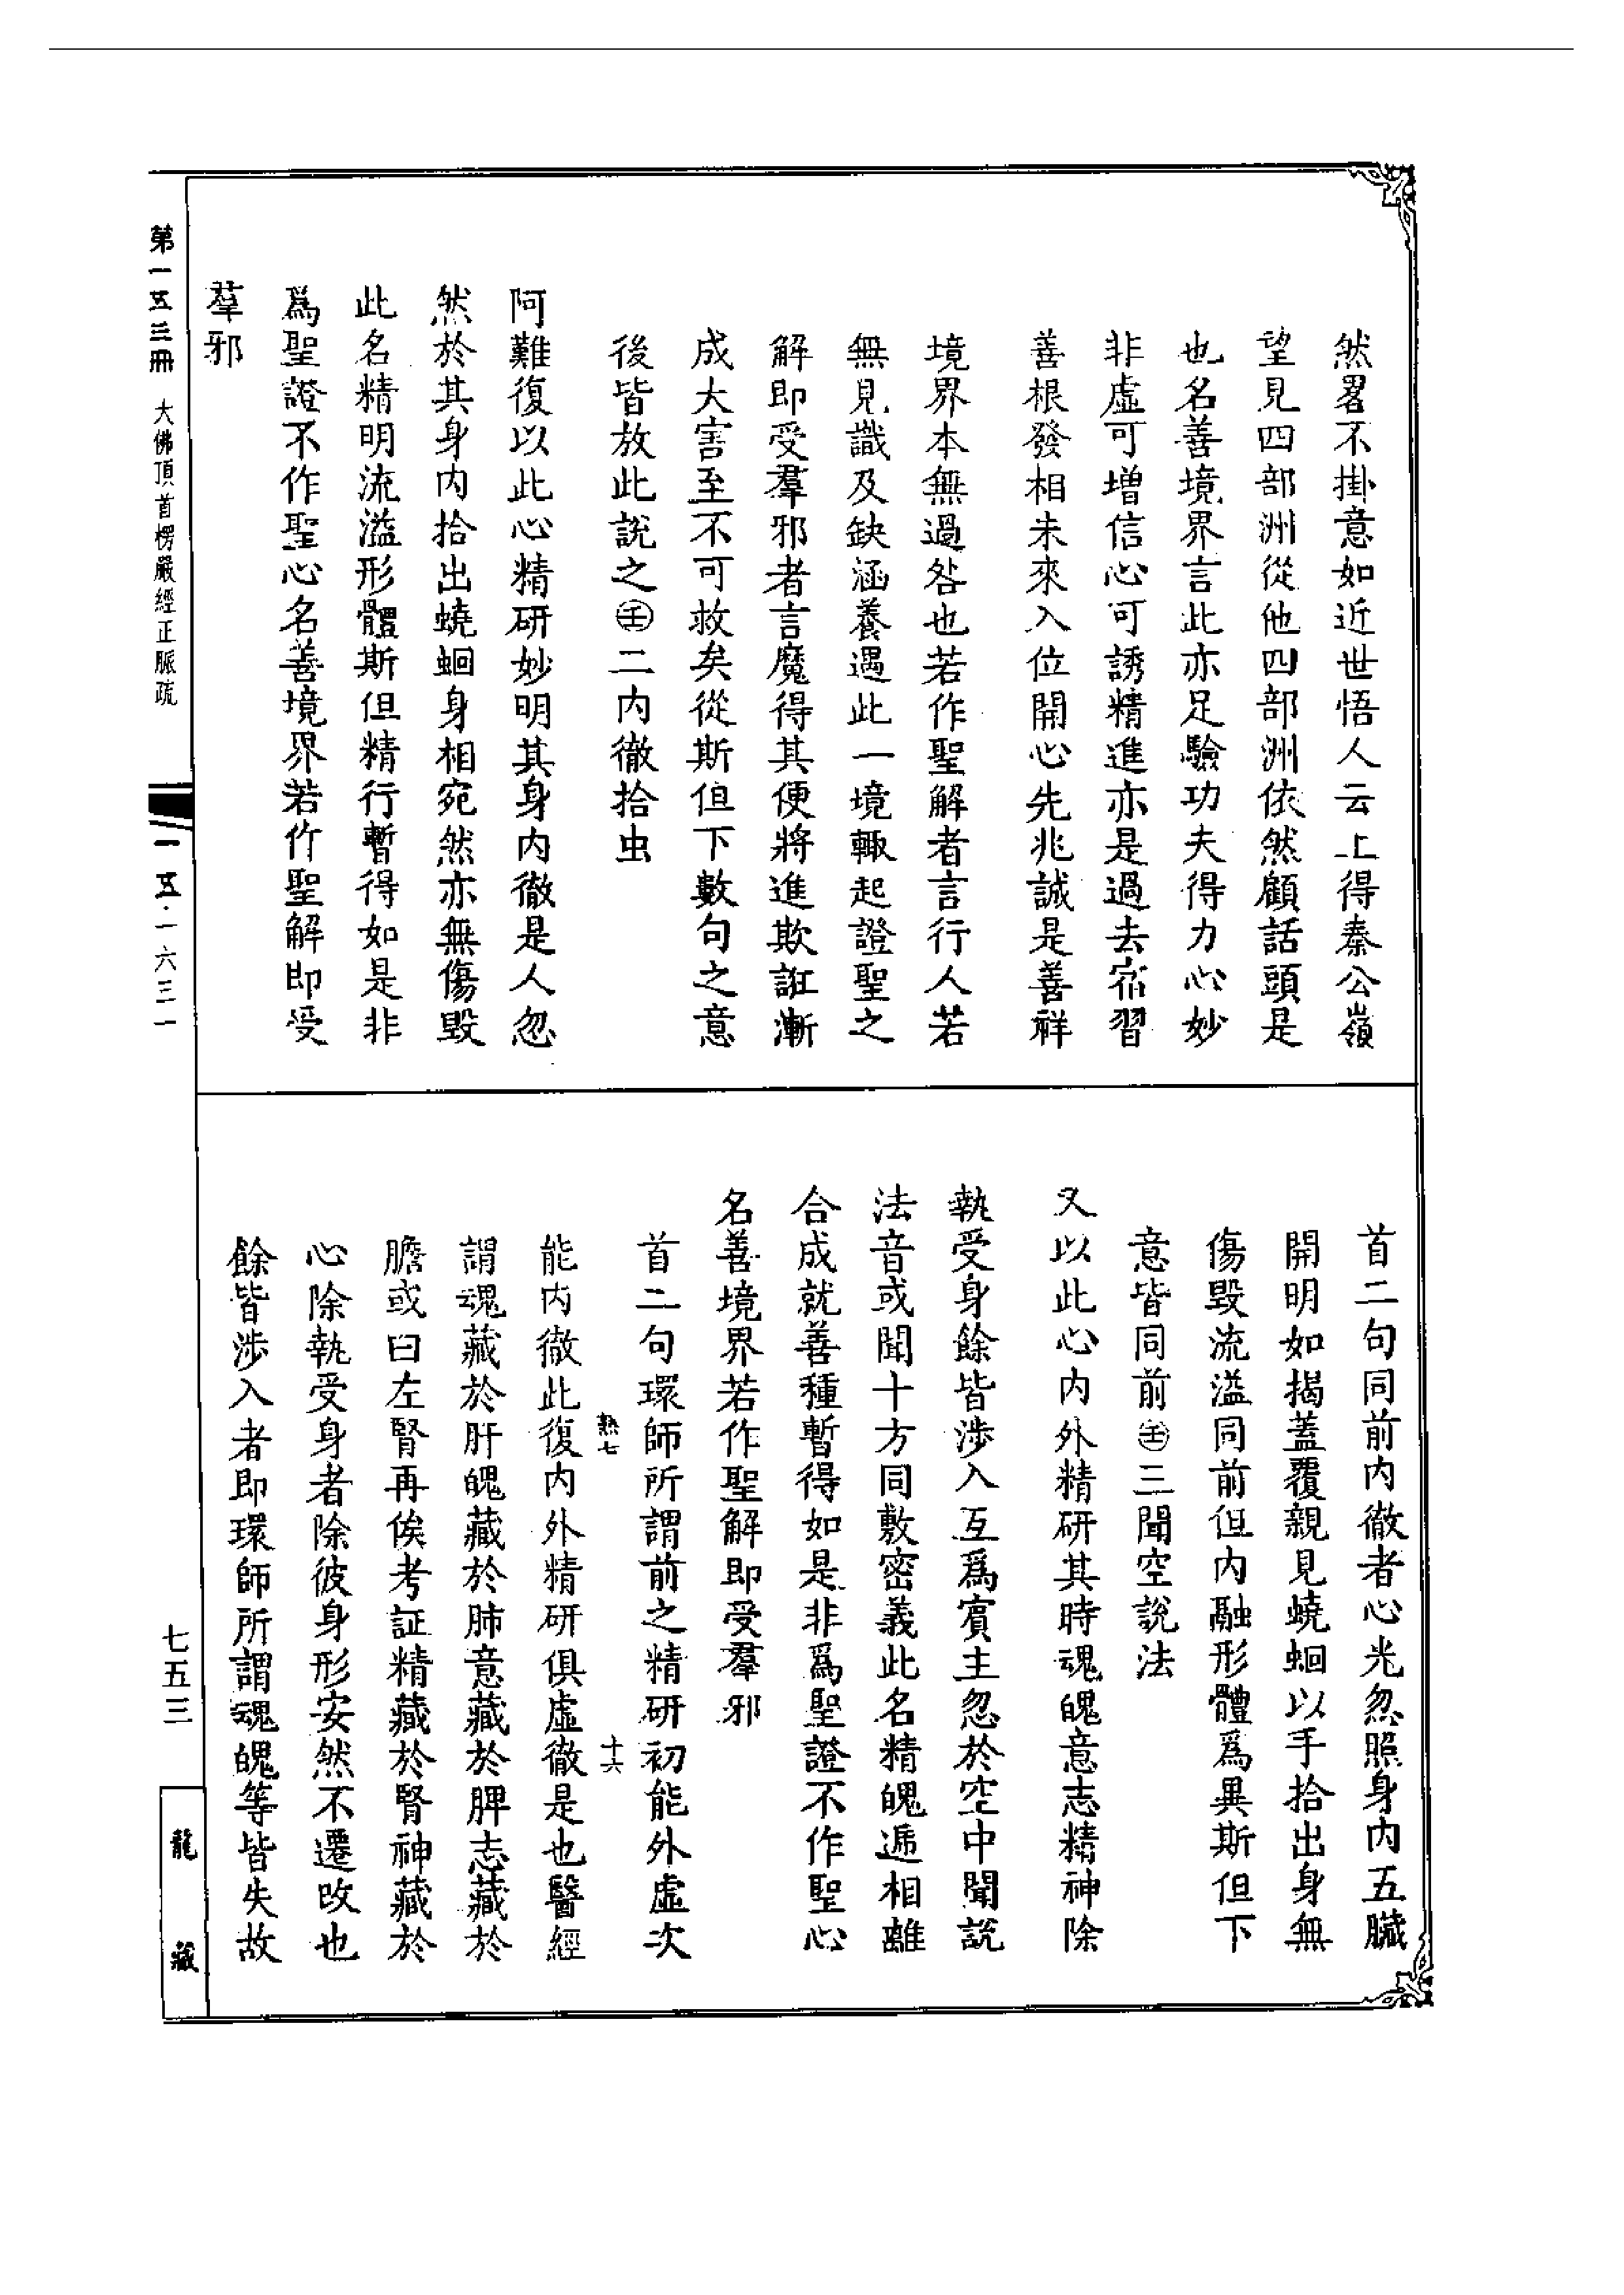 然畧不掛意如近世悟人云上得秦公嶺
望見四部洲從他四部洲依然顧話頭是
也名善境界言此亦足驗功夫得力心妙
非虛可增信心可誘精進亦是過去宿習
善根發相未來入位開心先兆誠是善祥
境界本無過咎也若作聖解者言行人若
無見識及缺涵養遇此一境輒起證聖之
解即受羣邪者言魔得其便將進欺誑漸
成大害至不可救矣從斯但下數句之意
後皆放此說之㊂二内徹拾虫
阿難復以此心精研妙明其身内徹是人忽
然於其身内拾出蟯蛔身相宛然亦無傷毀
此名精明流溢形體斯但精行暫得如是非
爲聖證不作聖心名善境界若作聖解即受
羣邪
首二句同前内徹者心光忽照身内五臟
開明如揭蓋覆親見蟯蛔以手拾出身無
傷毀流溢同前但内融形體爲異斯但下
意皆同前三聞空說法
又以此心内外精研其時魂魄意志精神除
執受身餘皆涉入互爲賓主忽於空中聞說
法音或聞十方同敷密義此名精魄遞相離
合成就善種暫得如是非爲聖證不作聖心
名善境界若作聖解即受羣邪
首二句環師所謂前之精研初能外虛次
熱七 十六
能内徹此復内外精研俱虛徹是也醫經
謂魂藏於肝魄藏於肺意藏於脾志藏於
膽或曰左腎再俟考証精藏於腎神藏於
心除執受身者除彼身形安然不遷改也
餘皆涉入者即環師所謂魂魄等皆失故
第一五三冊 大佛頂首楞嚴經正脈疏
一五·一六三一
七五三
龍藏